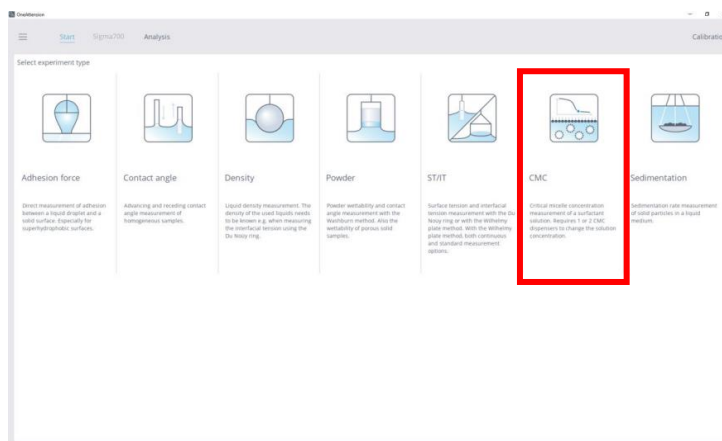 OneAttension
Start Sigma700 Analysis Calibratio
Select experiment type
Adhesion force
Direct measurement of adhesion
between a liquid droplet and a
solid surface. Especially for
superhydrophobic surfaces.
Contact angle
Advancing and receding contact
angle measurement of
homogeneous samples.
Density
Liquid density measurement. The
density of the used liquids needs
to be known e.g. when measuring
the interfacial tension using the
Du Noüy ring.
Powder
Powder wettability and contact
angle measurement with the
Washburn method. Also the
wettability of porous solid
samples.
ST/IT
Surface tension and interfacial
tension measurement with the Du
Noüy ring or with the Wilhelmy
plate method. With the Wilhelmy
plate method, both continuous
and standard measurement
options.
CMC
Critical micelle concentration
measurement of a surfactant
solution. Requires 1 or 2 CMC
dispensers to change the solution
concentration.
Sedimentation
Sedimentation rate measurement
of solid particles in a liquid
medium.